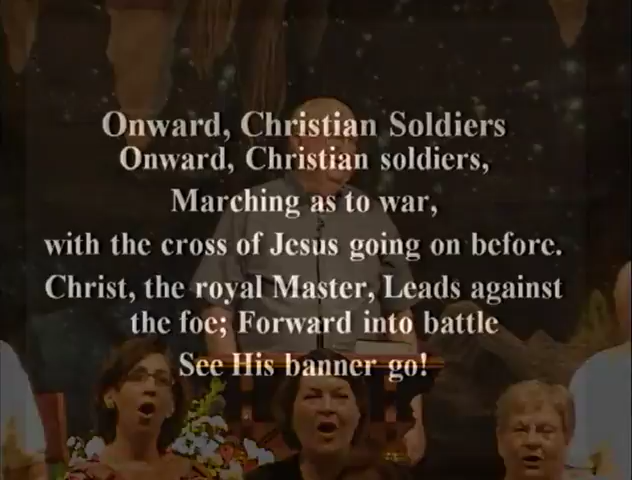 Onward, Christian Soldiers
Onward, Christian soldiers,
Marching as to war,
with the cross of Jesus going on before.
Christ, the royal Master, Leads against
the foe; Forward into battle
See His banner go!